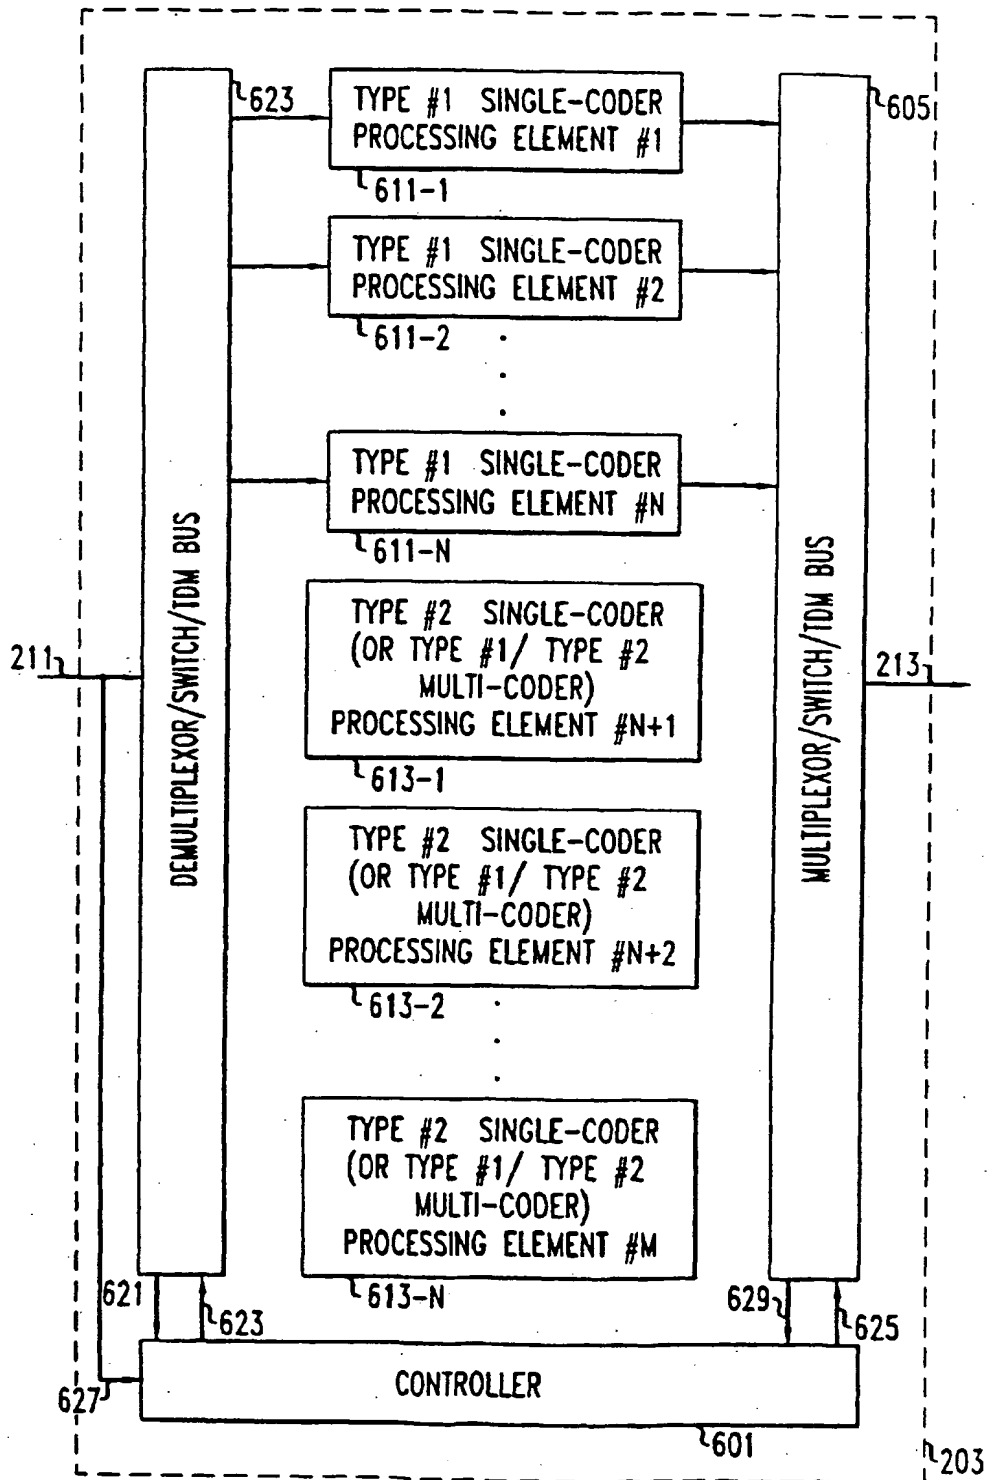 623
605
TYPE #1 SINGLE-CODER
PROCESSING ELEMENT #1
611-1
TYPE #1 SINGLE-CODER
PROCESSING ELEMENT #2
611-2
TYPE #1 SINGLE-CODER
PROCESSING ELEMENT #N
611-N
DEMULTIPLEXOR/SWITCH/TDM BUS
MULTIPLEXOR/SWITCH/TDM BUS
211
213
TYPE #2 SINGLE-CODER
(OR TYPE #1/ TYPE #2
MULTI-CODER)
PROCESSING ELEMENT #N+1
613-1
TYPE #2 SINGLE-CODER
(OR TYPE #1/ TYPE #2
MULTI-CODER)
PROCESSING ELEMENT #N+2
613-2
TYPE #2 SINGLE-CODER
(OR TYPE #1/ TYPE #2
MULTI-CODER)
PROCESSING ELEMENT #M
613-N
621
623
629
625
627
CONTROLLER
601
203